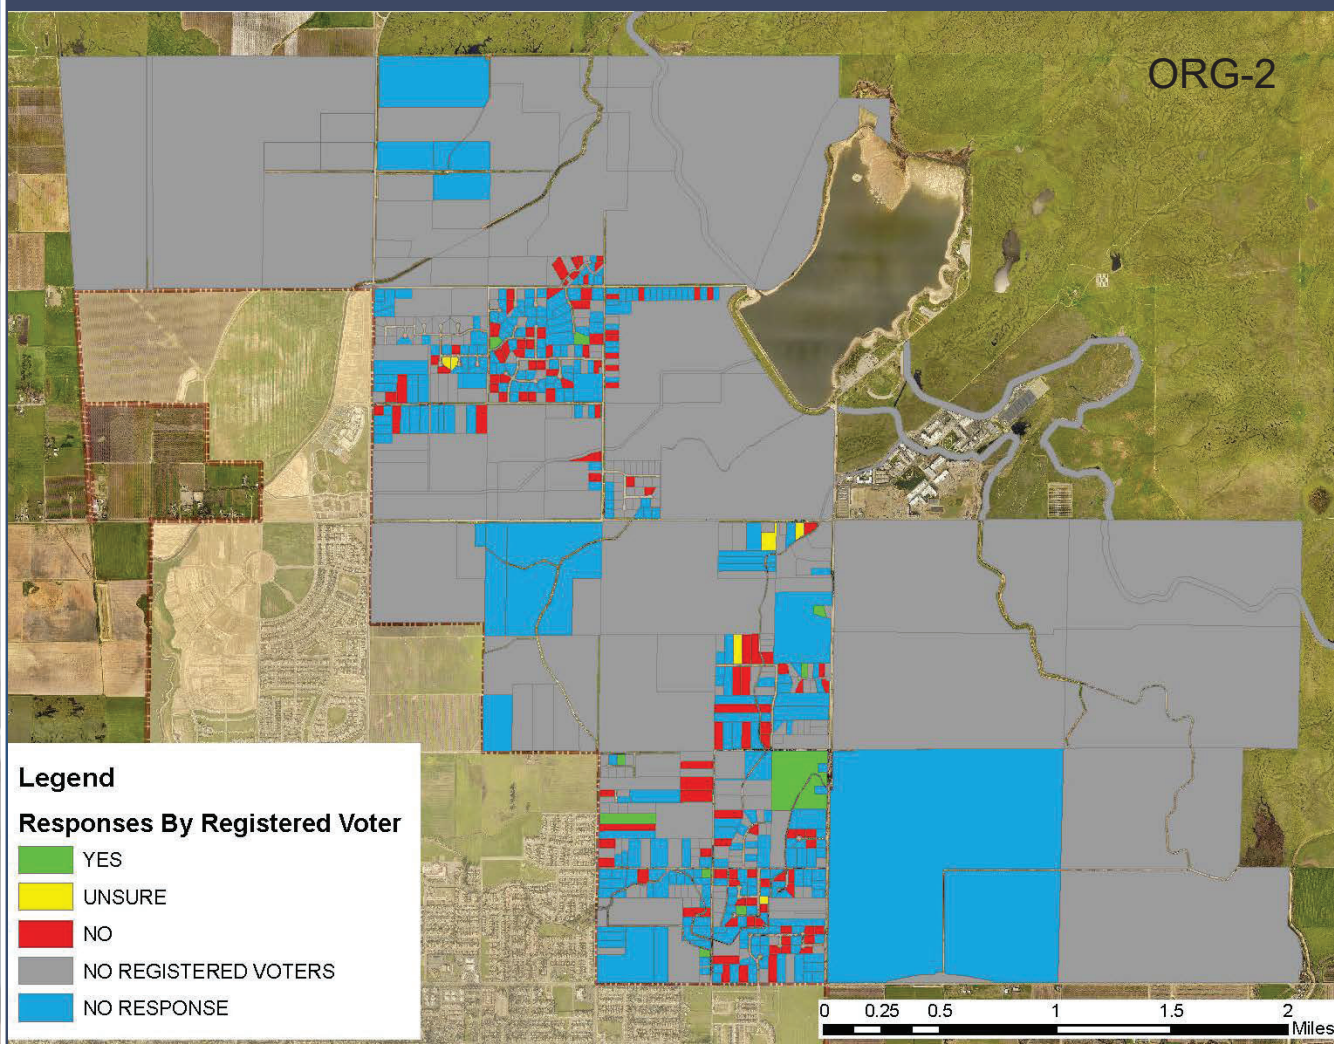 ORG-2
Legend
Responses By Registered Voter
YES
UNSURE
NO
NO REGISTERED VOTERS
NO RESPONSE
0 0.25 0.5 1 1.5 2
Miles